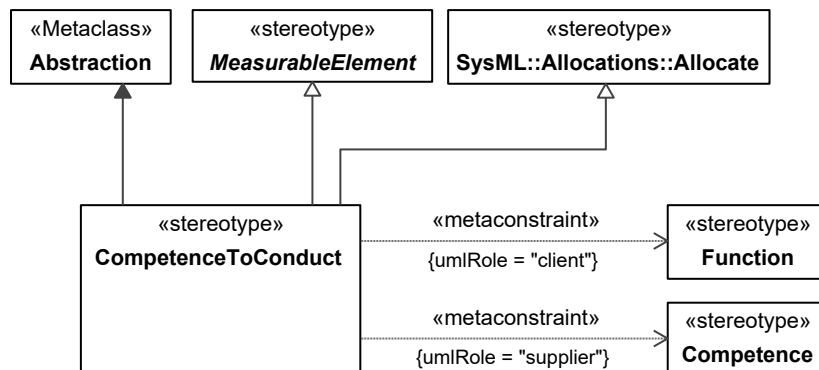 «Metaclass»
Abstraction
«stereotype»
MeasurableElement
«stereotype»
SysML::Allocations::Allocate
«stereotype»
CompetenceToConduct
«metaconstraint»
{umlRole = "client"}
«stereotype»
Function
«metaconstraint»
{umlRole = "supplier"}
«stereotype»
Competence